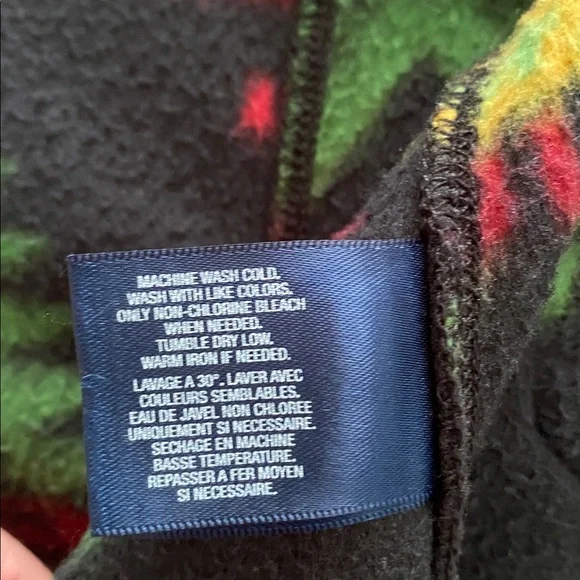 MACHINE WASH COLD.
WASH WITH LIKE COLORS.
ONLY NON-CHLORINE BLEACH
WHEN NEEDED.
TUMBLE DRY LOW.
WARM IRON IF NEEDED.
LAVAGE A 30°. LAVER AVEC
COULEURS SEMBLABLES.
EAU DE JAVEL NON CHLOREE
UNIQUEMENT SI NECESSAIRE.
SECHAGE EN MACHINE
BASSE TEMPERATURE.
REPASSER A FER MOYEN
SI NECESSAIRE.